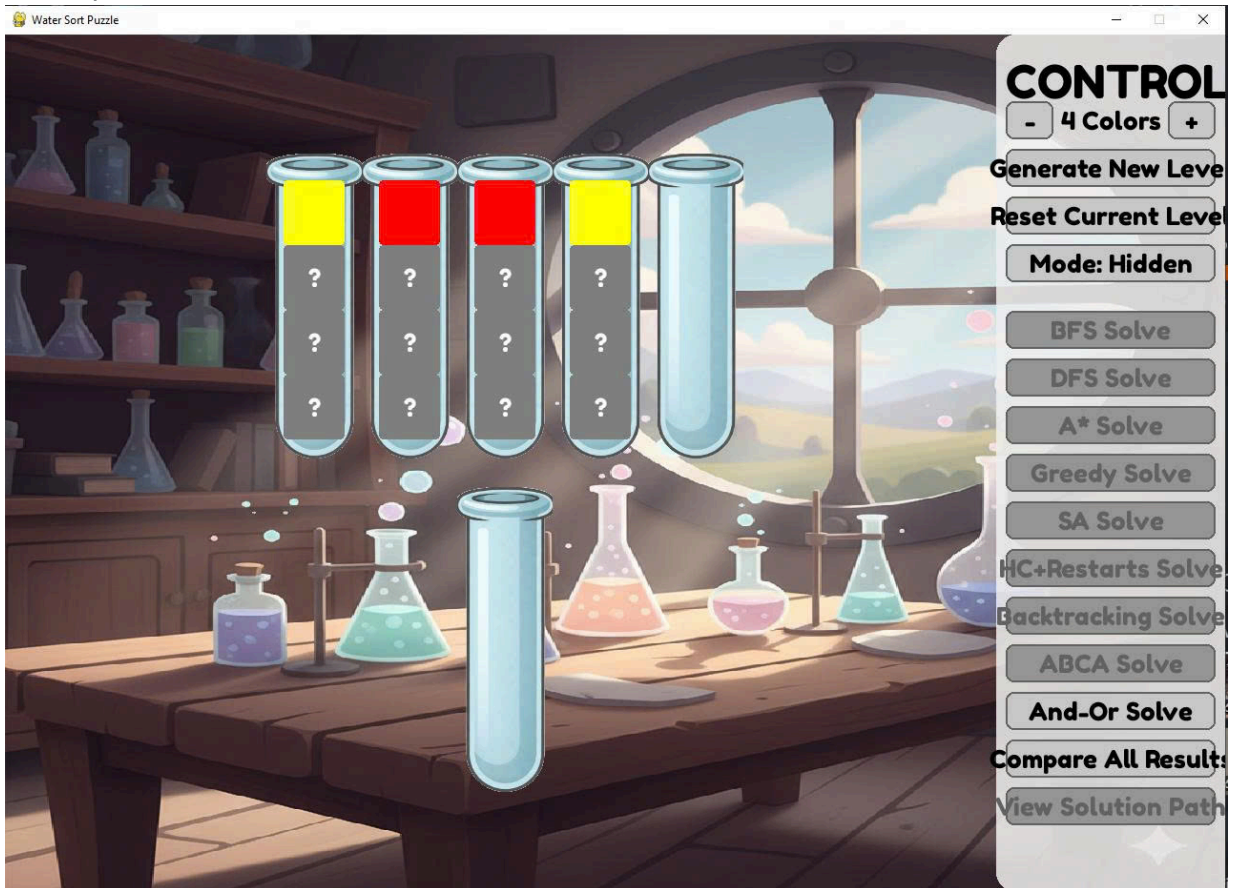 Water Sort Puzzle
CONTROL
- 4 Colors +
Generate New Leve
Reset Current Level
Mode: Hidden
BFS Solve
DFS Solve
A* Solve
Greedy Solve
SA Solve
HC+Restarts Solve
Backtracking Solve
ABCA Solve
And-Or Solve
Compare All Results
View Solution Path
? ? ? ?
? ? ? ?
? ? ? ?